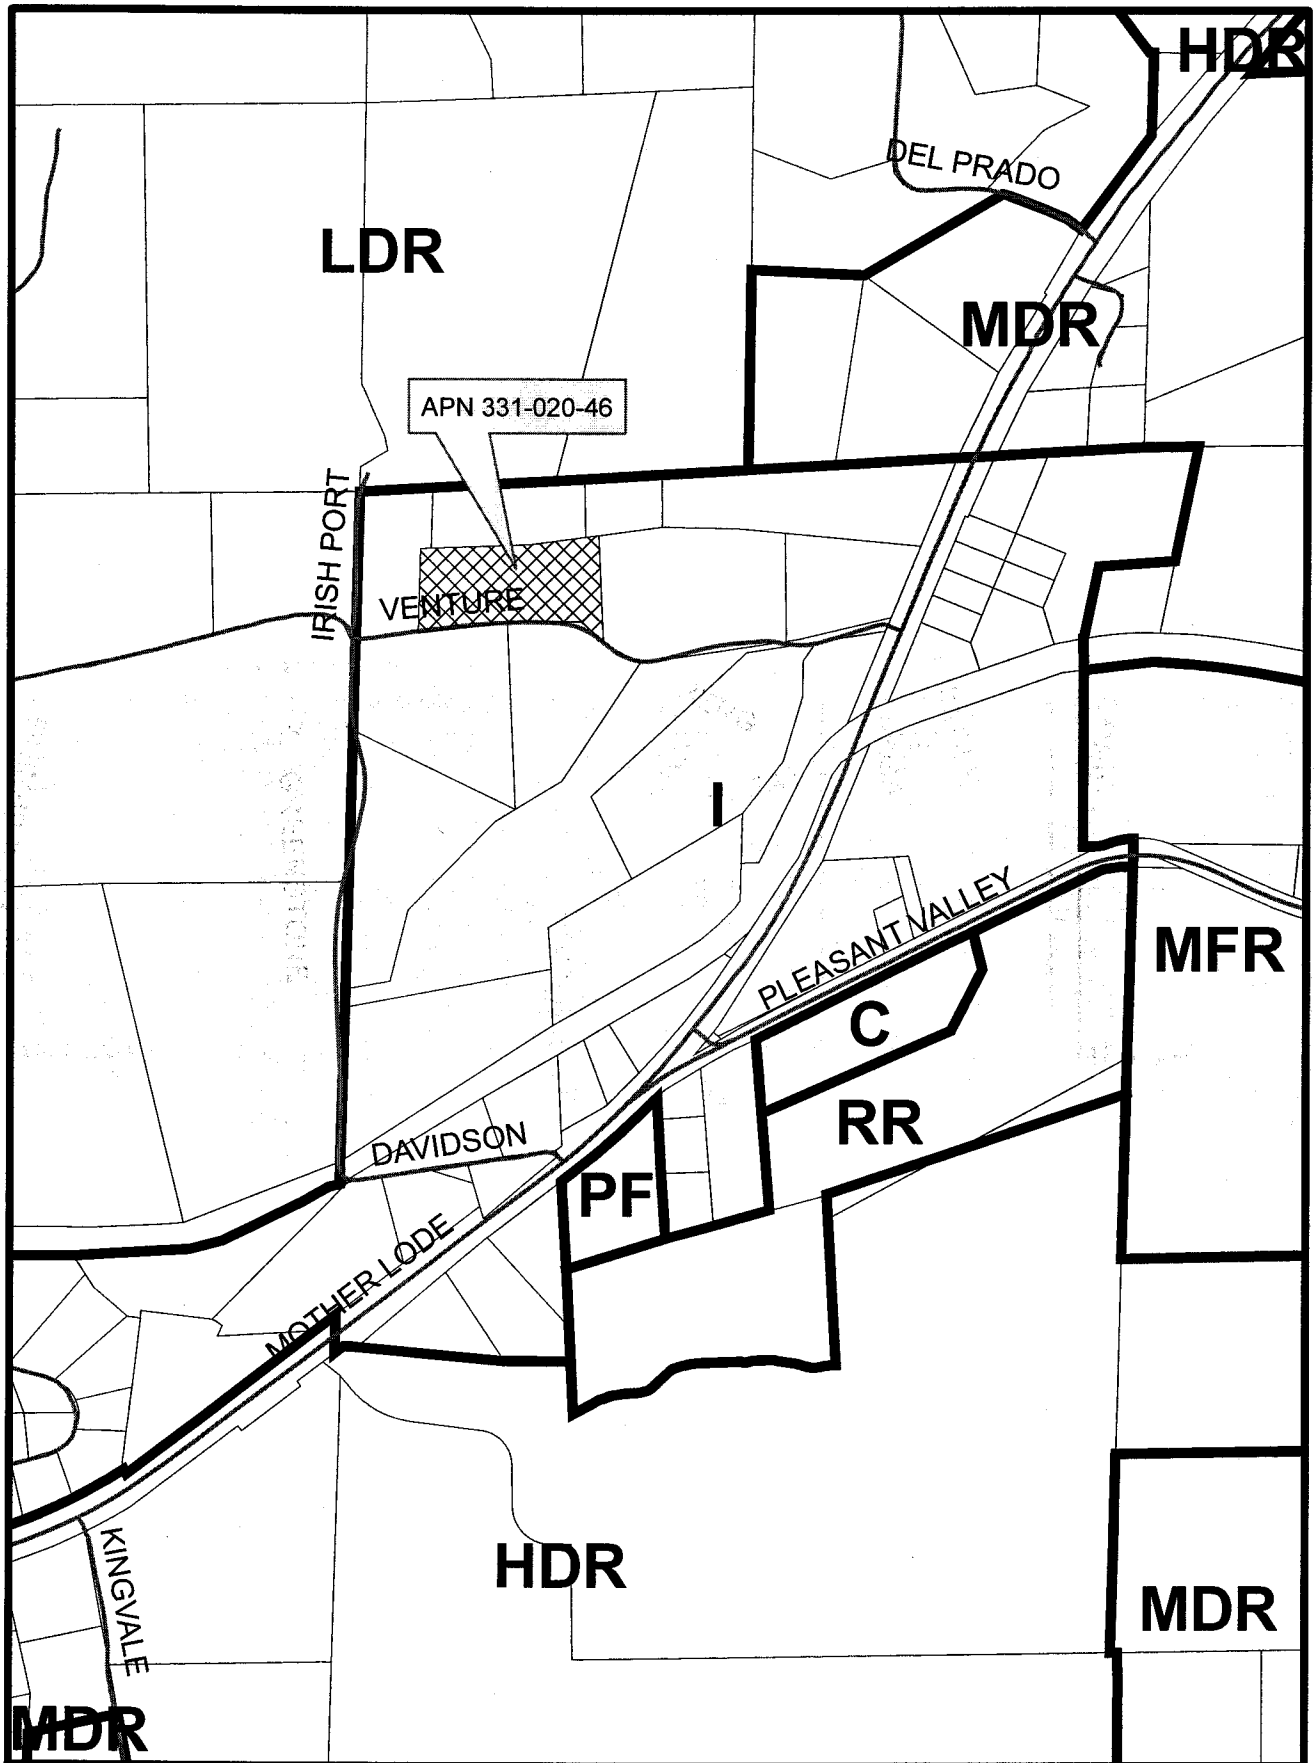 HDR
DEL PRADO
LDR
MDR
APN 331-020-46
IRISH PORT
VENTURE
I
PLEASANT VALLEY
MFR
C
RR
DAVIDSON
PF
MOTHER LODE
KINGVALE
HDR
MDR
MDR